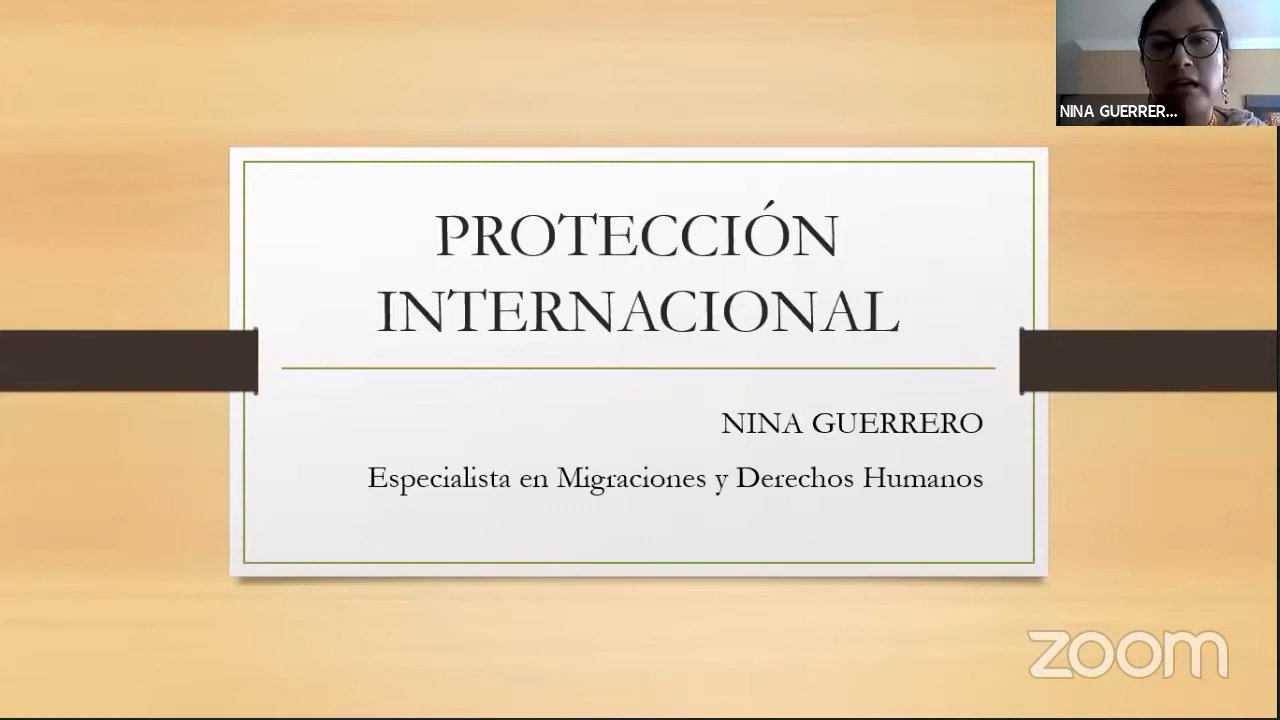 NINA GUERRER...
PROTECCIÓN
INTERNACIONAL
NINA GUERRERO
Especialista en Migraciones y Derechos Humanos
zoom